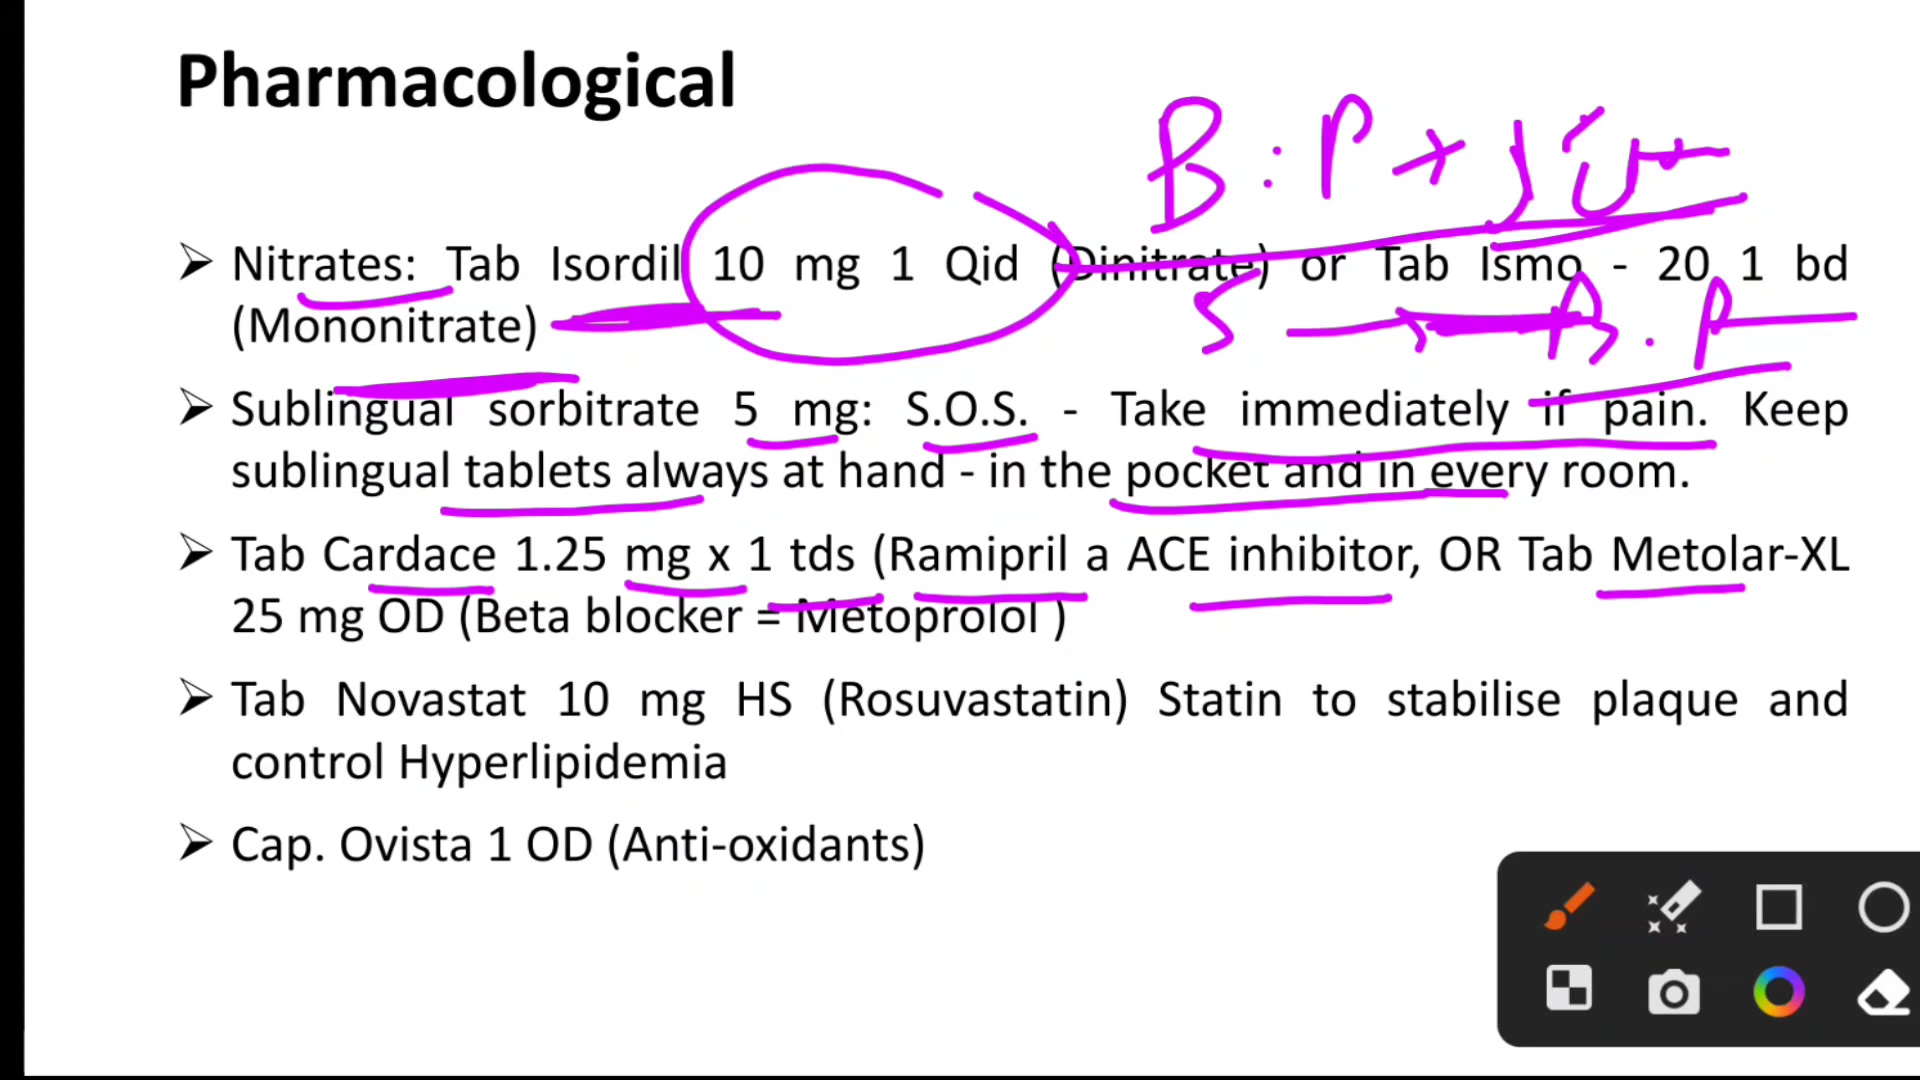 Pharmacological
B:P+
➢ Nitrates: Tab Isordil 10 mg 1 Qid (Dinitrate) or Tab Ismo - 20 1 bd
(Mononitrate)
B.P
➢ Sublingual sorbitrate 5 mg: S.O.S. - Take immediately if pain. Keep
sublingual tablets always at hand - in the pocket and in every room.
➢ Tab Cardace 1.25 mg x 1 tds (Ramipril a ACE inhibitor, OR Tab Metolar-XL
25 mg OD (Beta blocker = Metoprolol )
➢ Tab Novastat 10 mg HS (Rosuvastatin) Statin to stabilise plaque and
control Hyperlipidemia
➢ Cap. Ovista 1 OD (Anti-oxidants)